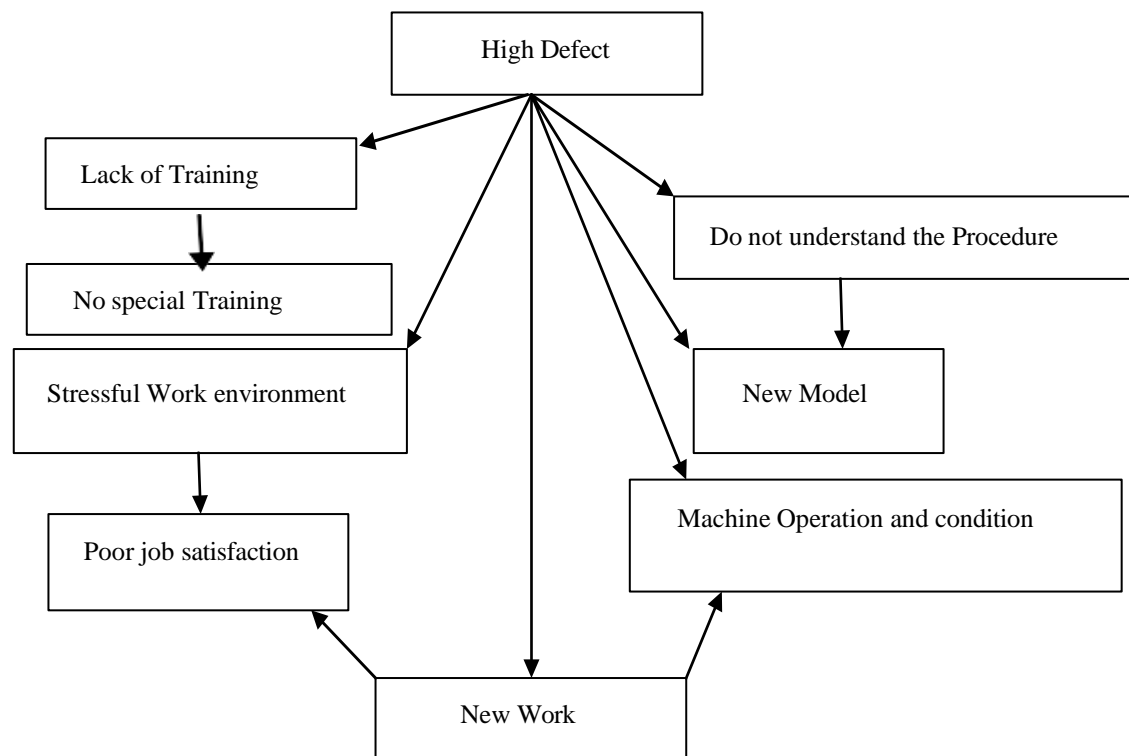 High Defect
Lack of Training
Do not understand the Procedure
No special Training
Stressful Work environment
New Model
Machine Operation and condition
Poor job satisfaction
New Work